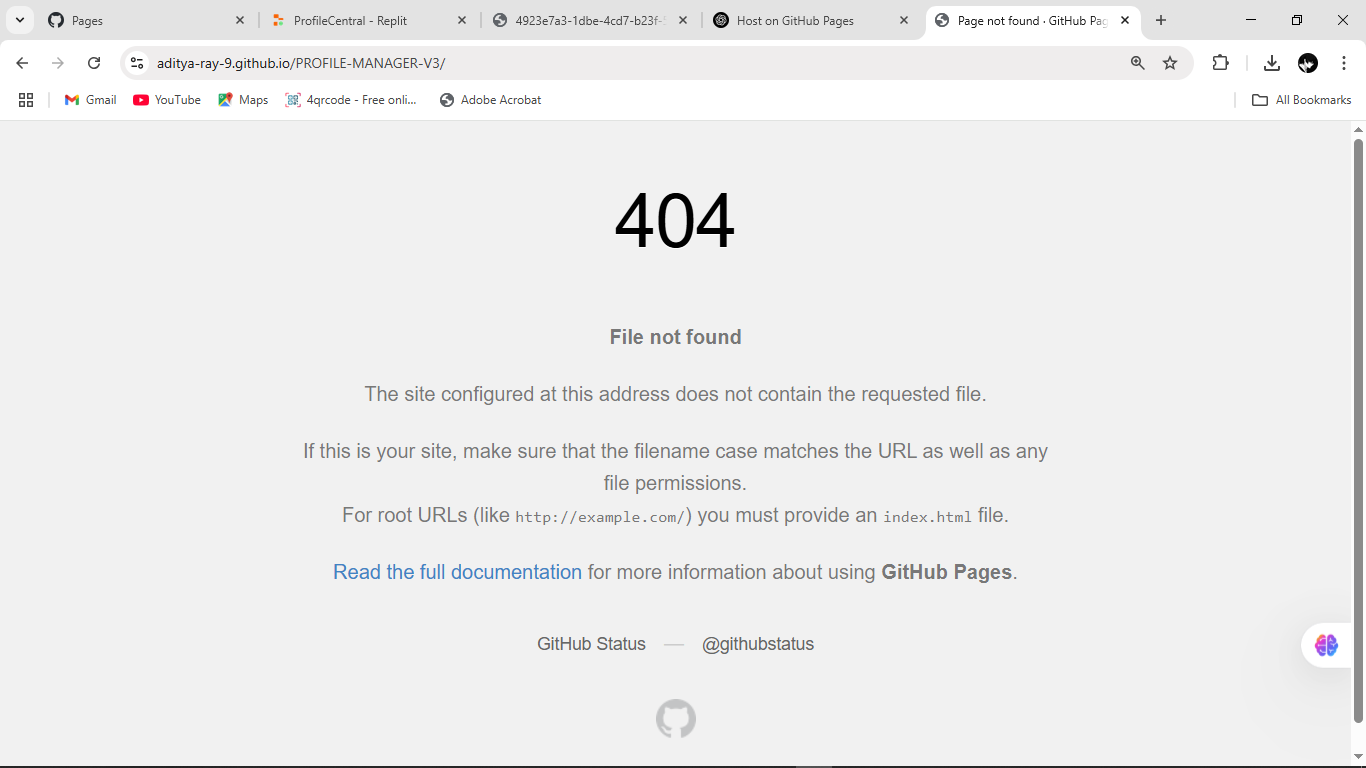 Pages
ProfileCentral - Replit
4923e7a3-1dbe-4cd7-b23f-
Host on GitHub Pages
Page not found · GitHub Pag
aditya-ray-9.github.io/PROFILE-MANAGER-V3/
Gmail
YouTube
Maps
4qrcode - Free onli...
Adobe Acrobat
All Bookmarks
404
File not found
The site configured at this address does not contain the requested file.
If this is your site, make sure that the filename case matches the URL as well as any
file permissions.
For root URLs (like http://example.com/) you must provide an index.html file.
Read the full documentation for more information about using GitHub Pages.
GitHub Status — @githubstatus